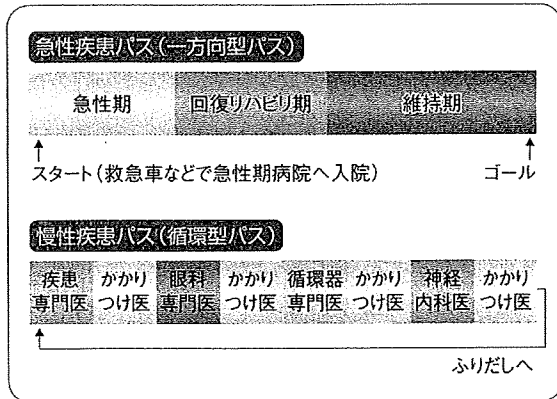 急性疾患パス(一方向型パス)
急性期 回復リハビリ期 維持期
スタート(救急車などで急性期病院へ入院) ゴール
慢性疾患パス(循環型パス)
疾患 かかり 眼科 かかり 循環器 かかり 神経 かかり
専門医 つけ医 専門医 つけ医 専門医 つけ医 内科医 つけ医
ふりだしへ